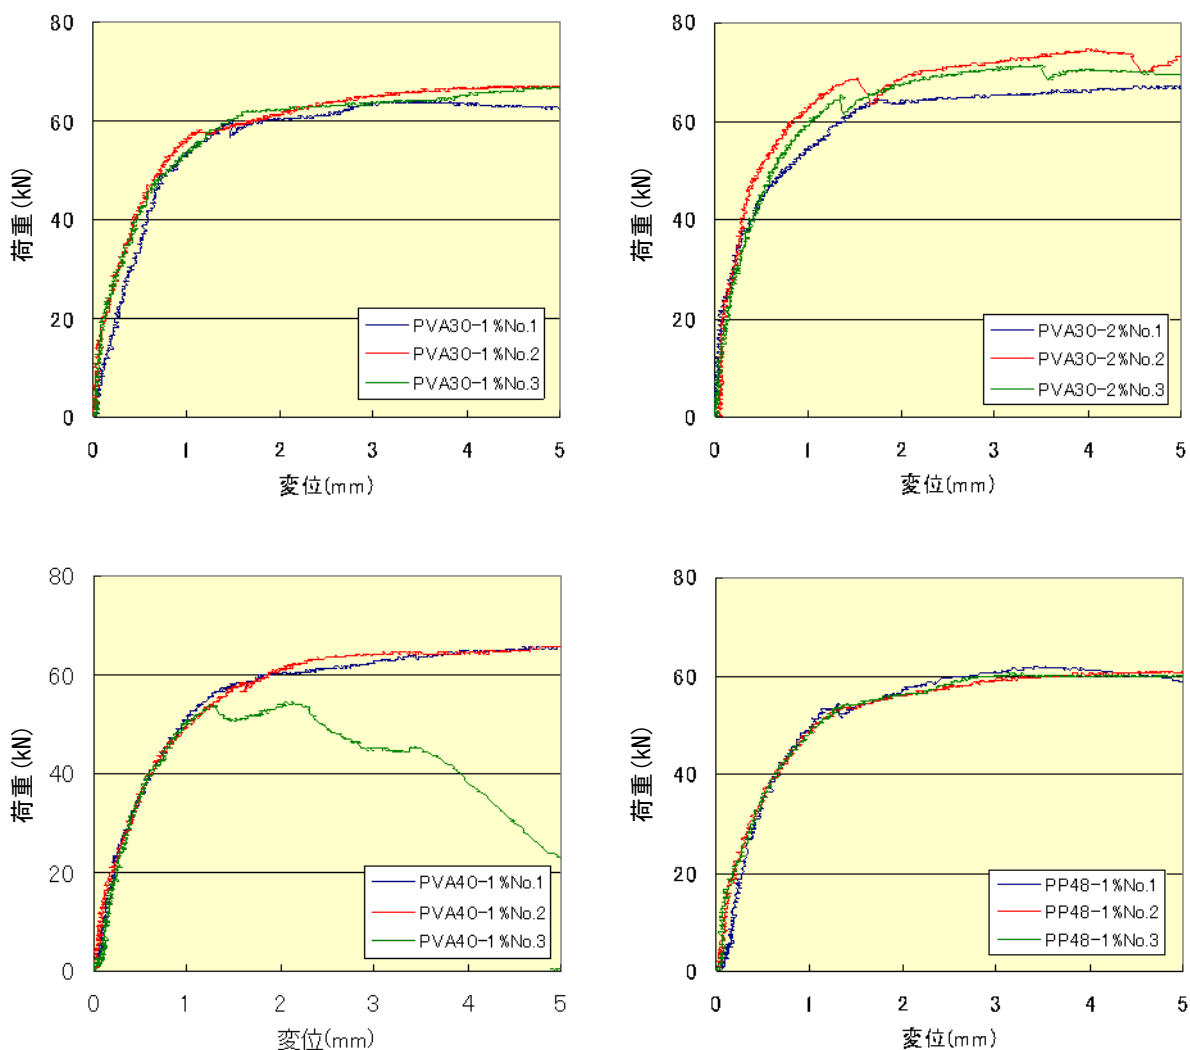 80
60
40
20
0
荷重(kN)
0 1 2 3 4 5
変位(mm)
PVA30-1%No.1
PVA30-1%No.2
PVA30-1%No.3
80
60
40
20
0
荷重(kN)
0 1 2 3 4 5
変位(mm)
PVA30-2%No.1
PVA30-2%No.2
PVA30-2%No.3
80
60
40
20
0
荷重(kN)
0 1 2 3 4 5
変位(mm)
PVA40-1%No.1
PVA40-1%No.2
PVA40-1%No.3
80
60
40
20
0
荷重(kN)
0 1 2 3 4 5
変位(mm)
PP48-1%No.1
PP48-1%No.2
PP48-1%No.3